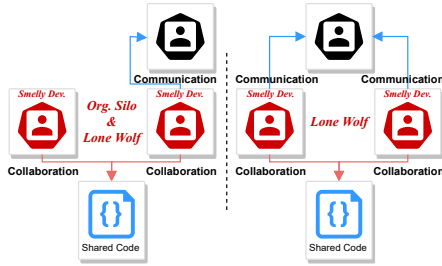 Communication
Smelly Dev.
Org. Silo
&
Lone Wolf
Smelly Dev.
Collaboration
Collaboration
Shared Code
Communication
Communication
Smelly Dev.
Lone Wolf
Smelly Dev.
Collaboration
Collaboration
Shared Code